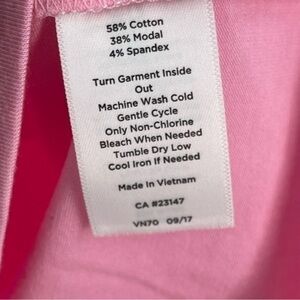 58% Cotton
38% Modal
4% Spandex
Turn Garment Inside
Out
Machine Wash Cold
Gentle Cycle
Only Non-Chlorine
Bleach When Needed
Tumble Dry Low
Cool Iron If Needed
Made in Vietnam
CA #23147
VN70 09/17